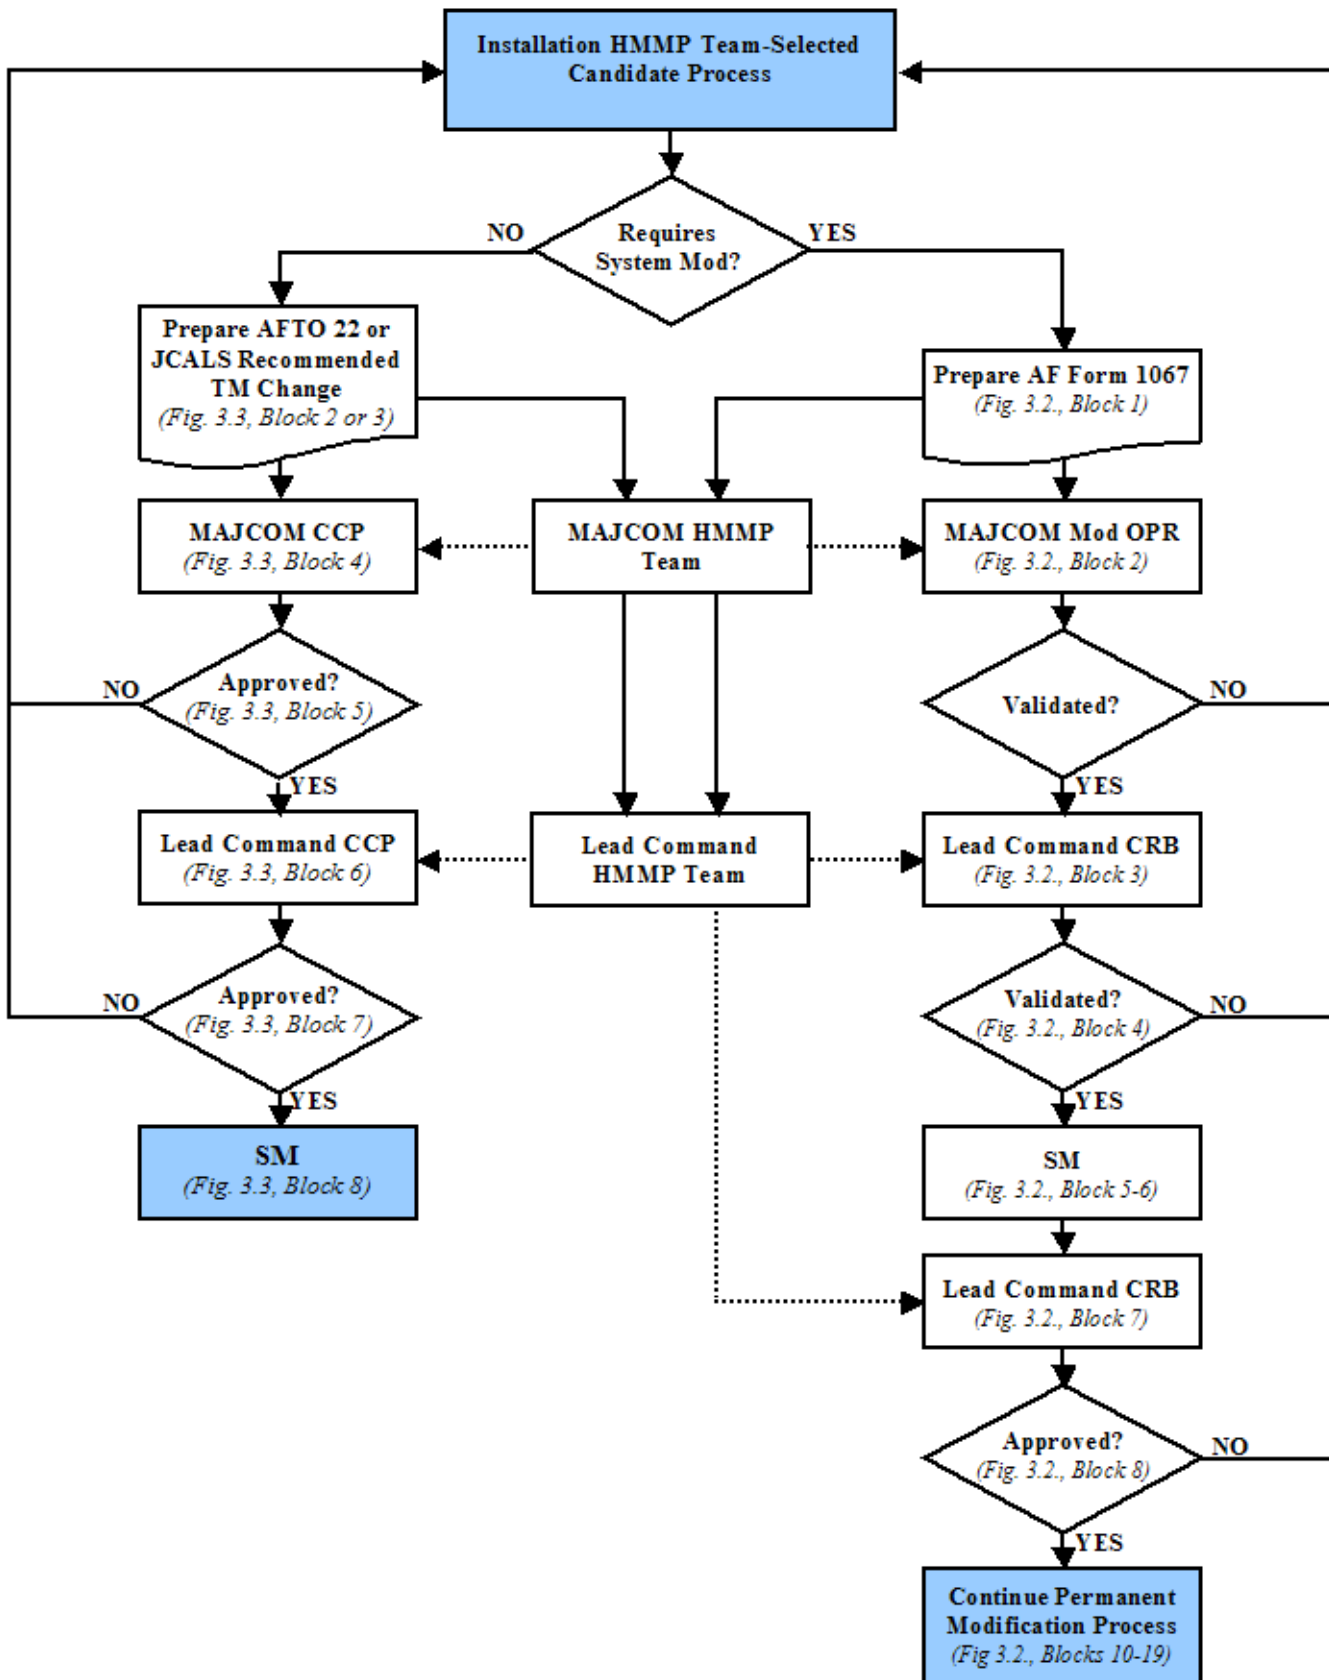 Installation HMMP Team-Selected
Candidate Process
NO
YES
Requires
System Mod?
Prepare AFTO 22 or
JCALS Recommended
TM Change
(Fig. 3.3, Block 2 or 3)
Prepare AF Form 1067
(Fig. 3.2., Block 1)
MAJCOM CCP
(Fig. 3.3, Block 4)
MAJCOM HMMP
Team
MAJCOM Mod OPR
(Fig. 3.2., Block 2)
NO
Approved?
(Fig. 3.3, Block 5)
Validated?
NO
YES
YES
Lead Command CCP
(Fig. 3.3, Block 6)
Lead Command
HMMP Team
Lead Command CRB
(Fig. 3.2., Block 3)
NO
Approved?
(Fig. 3.3, Block 7)
Validated?
(Fig. 3.2., Block 4)
NO
YES
YES
SM
(Fig. 3.3, Block 8)
SM
(Fig. 3.2., Block 5-6)
Lead Command CRB
(Fig. 3.2., Block 7)
Approved?
(Fig. 3.2., Block 8)
NO
YES
Continue Permanent
Modification Process
(Fig 3.2., Blocks 10-19)